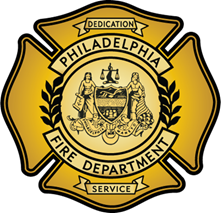 DEDICATION
PHILADELPHIA
FIRE DEPARTMENT
SERVICE